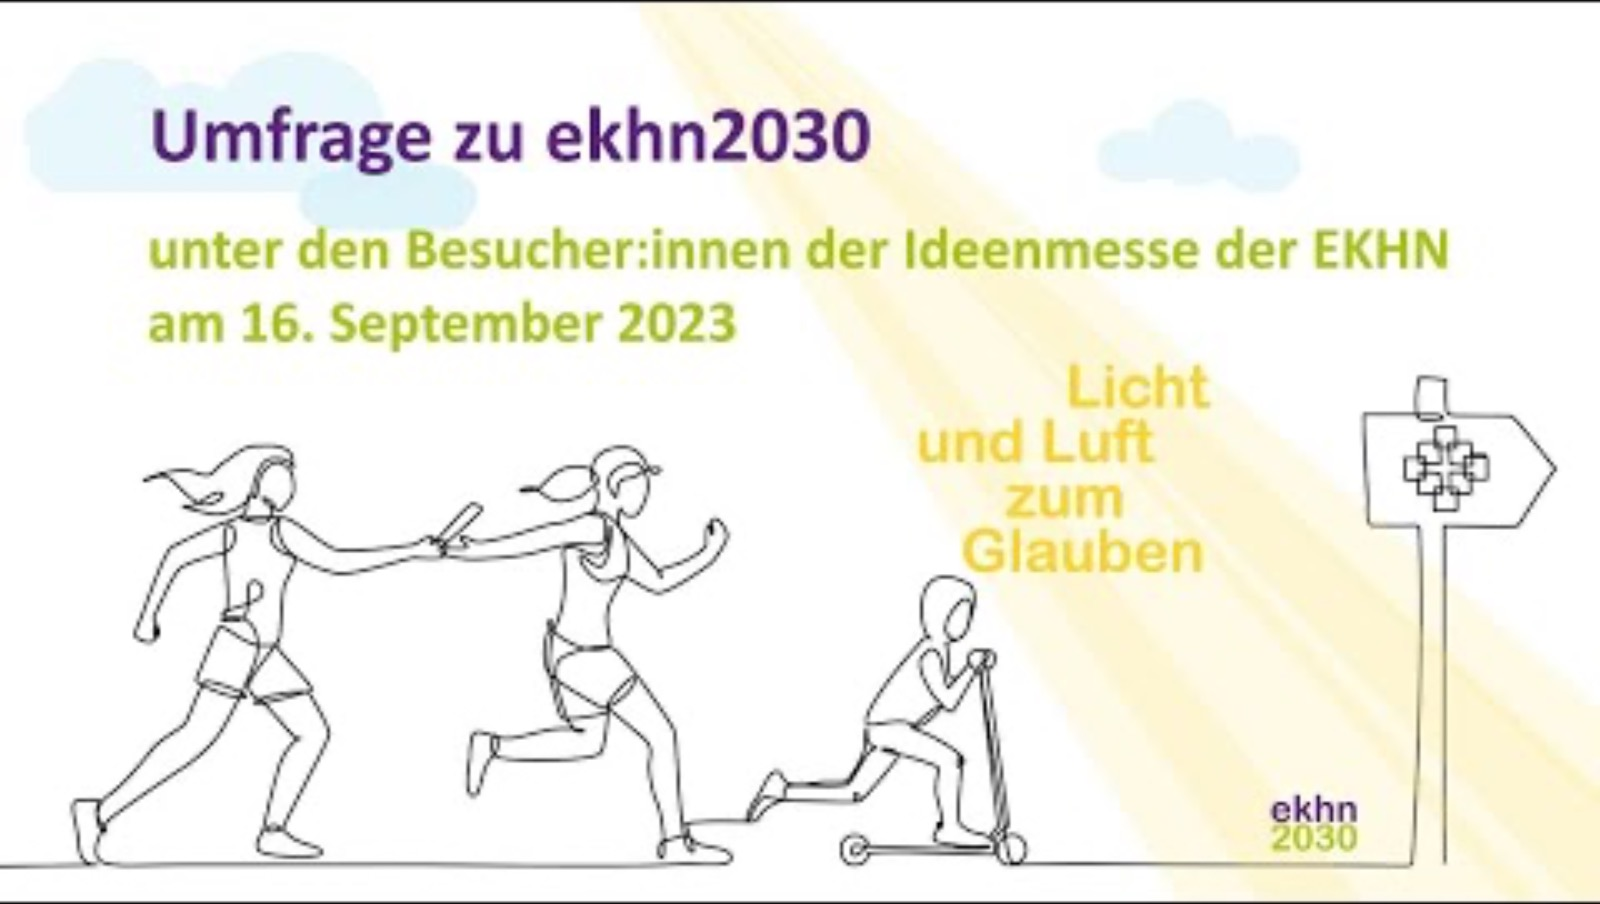 Umfrage zu ekhn2030
unter den Besucher:innen der Ideenmesse der EKHN
am 16. September 2023
Licht
und Luft
zum
Glauben
ekhn
2030